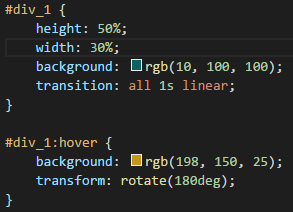 #div_1 {
    height: 50%;
    width: 30%;
    background: rgb(10, 100, 100);
    transition: all 1s linear;
}

#div_1:hover {
    background: rgb(198, 150, 25);
    transform: rotate(180deg);
}